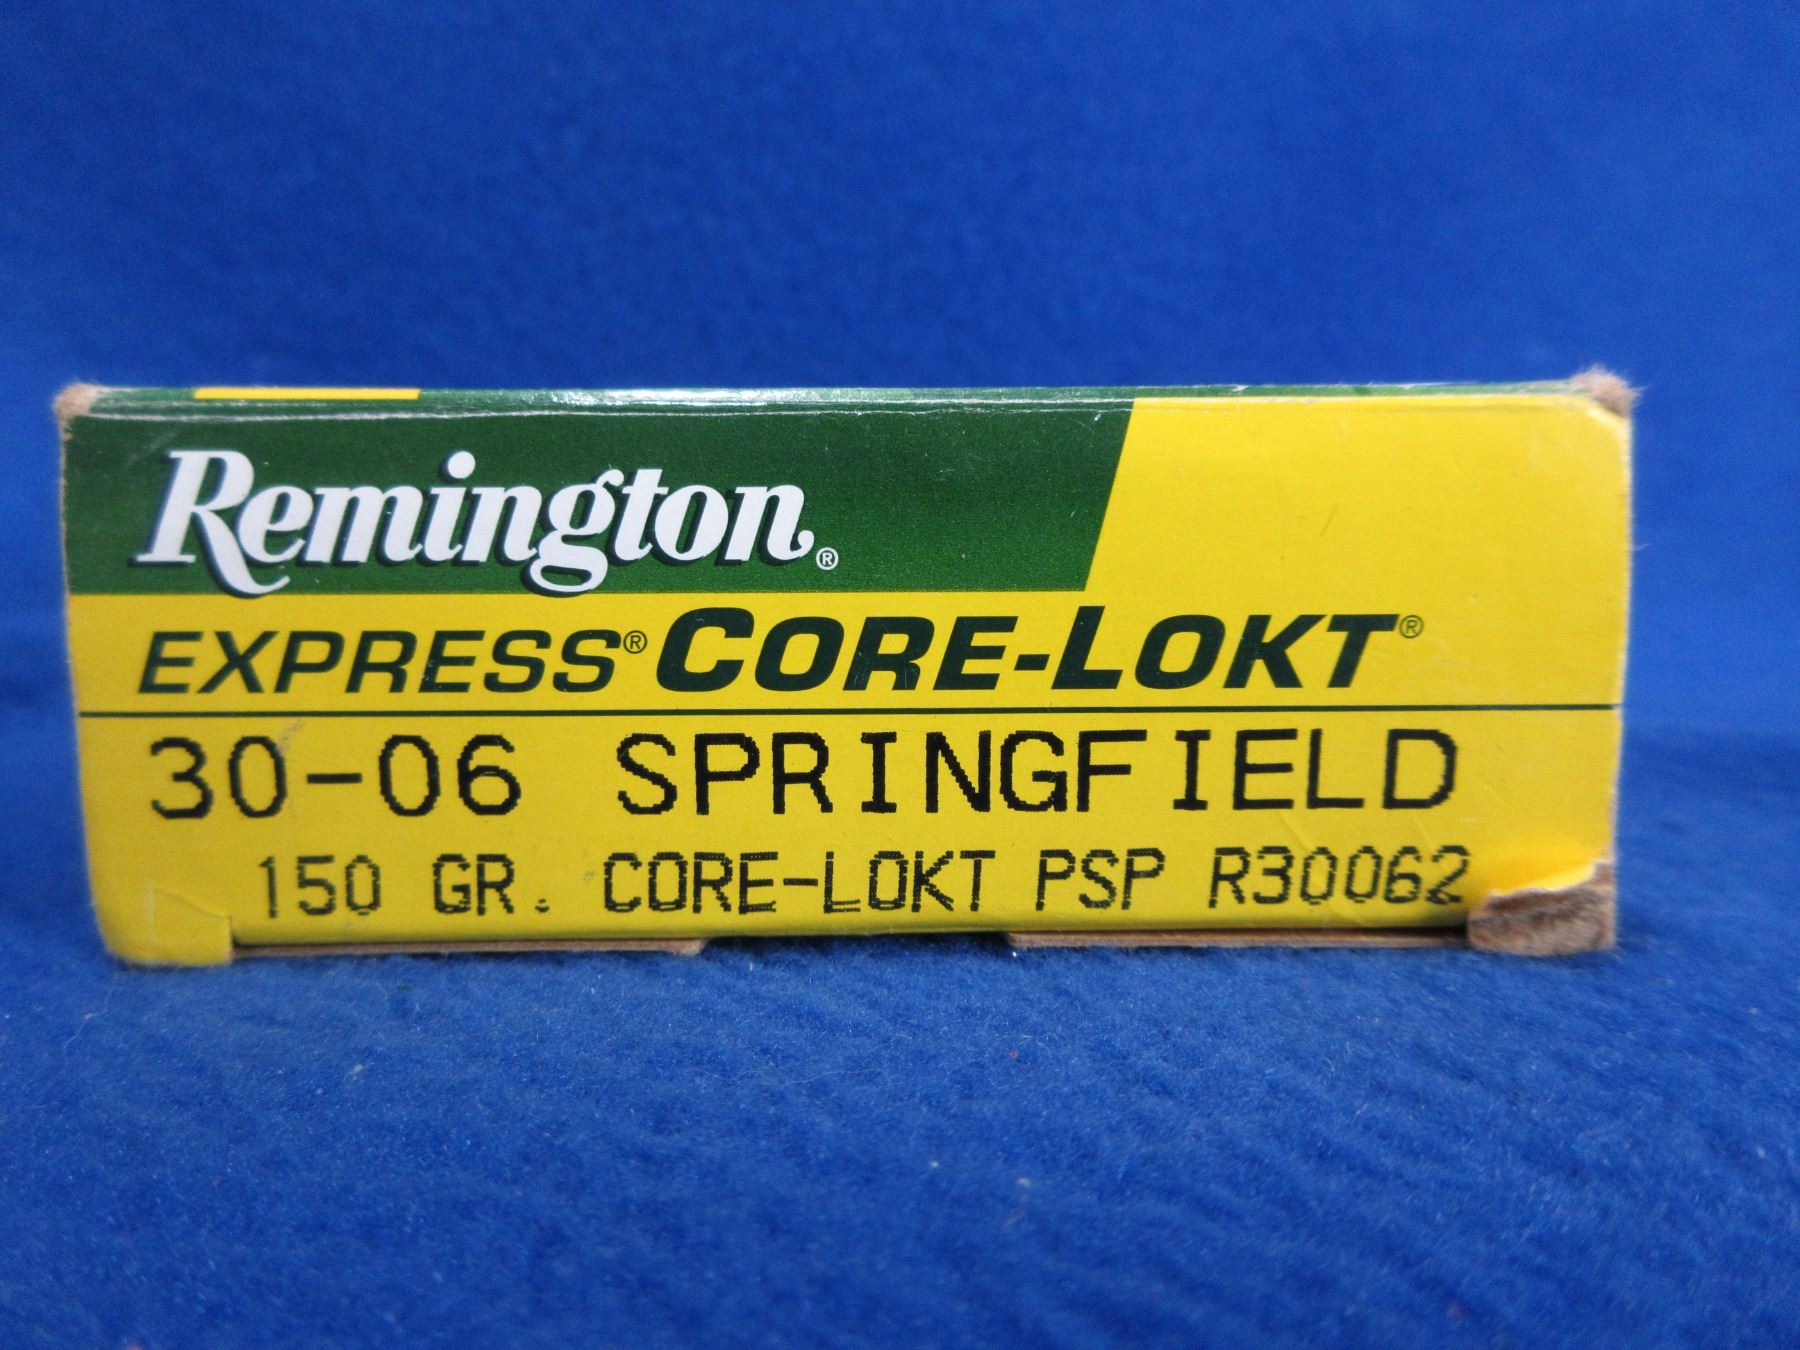 Remington®
EXPRESS® CORE-LOKT®
30-06 SPRINGFIELD
150 GR. CORE-LOKT PSP R30062